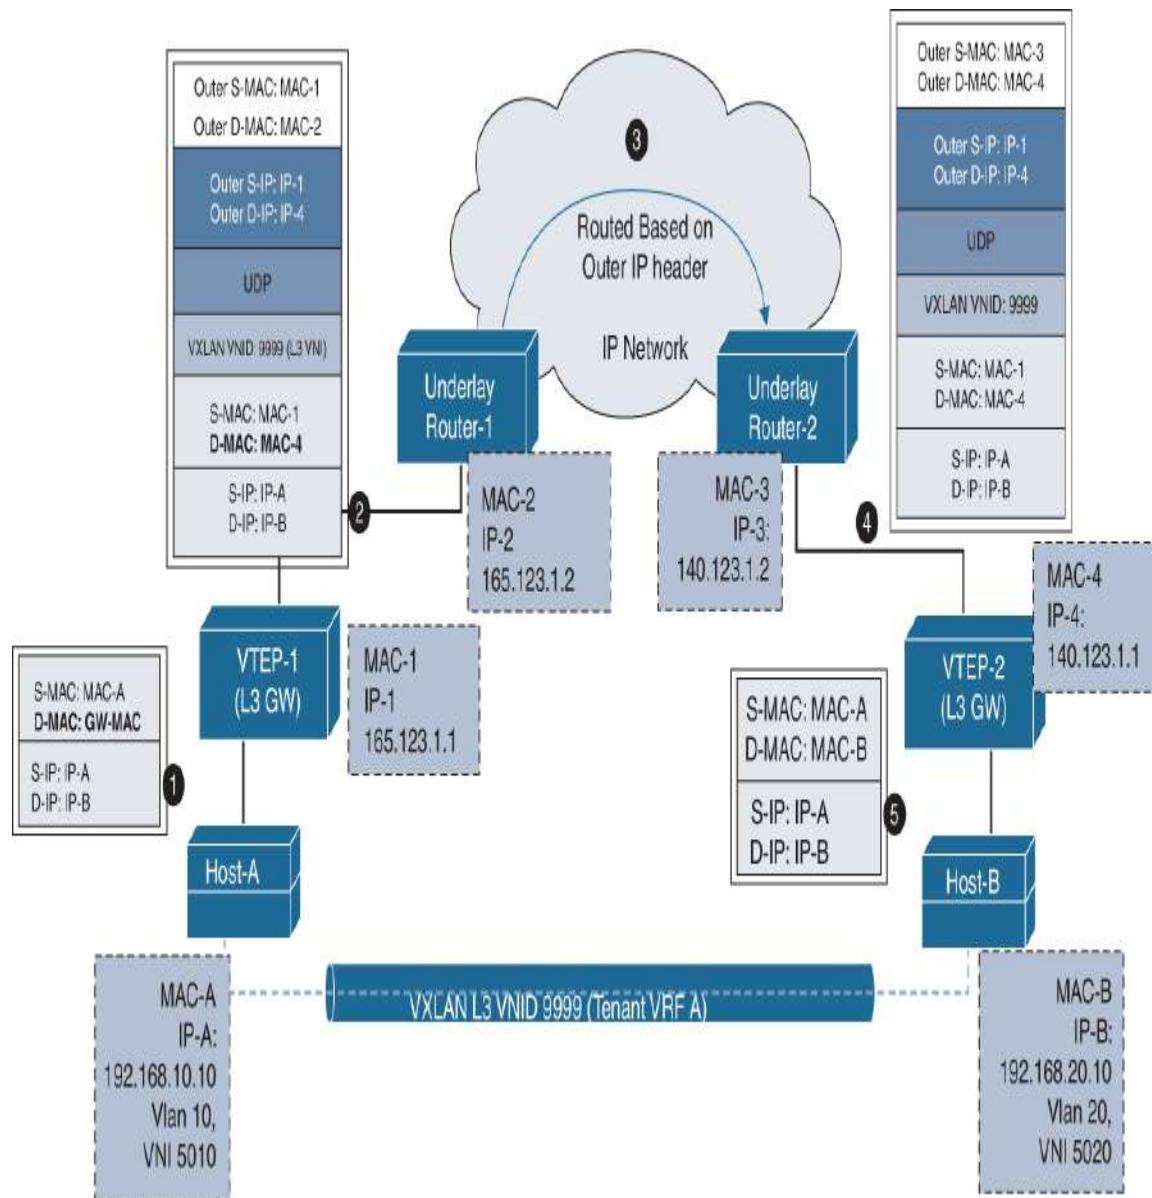 Outer S-MAC: MAC-1
Outer D-MAC: MAC-2
Outer S-IP: IP-1
Outer D-IP: IP-4
UDP
VXLAN VNID: 9999 (L3 VNI)
S-MAC: MAC-1
D-MAC: MAC-4
S-IP: IP-A
D-IP: IP-B
2
3
Routed Based on
Outer IP header
IP Network
Underlay
Router-1
Underlay
Router-2
MAC-2
IP-2
165.123.1.2
MAC-3
IP-3:
140.123.1.2
4
Outer S-MAC: MAC-3
Outer D-MAC: MAC-4
Outer S-IP: IP-1
Outer D-IP: IP-4
UDP
VXLAN VNID: 9999
S-MAC: MAC-1
D-MAC: MAC-4
S-IP: IP-A
D-IP: IP-B
MAC-4
IP-4:
140.123.1.1
VTEP-1
(L3 GW)
MAC-1
IP-1
165.123.1.1
VTEP-2
(L3 GW)
S-MAC: MAC-A
D-MAC: GW-MAC
S-IP: IP-A
D-IP: IP-B
1
S-MAC: MAC-A
D-MAC: MAC-B
S-IP: IP-A
D-IP: IP-B
5
Host-A
Host-B
MAC-A
IP-A:
192.168.10.10
Vlan 10,
VNI 5010
VXLAN L3 VNID 9999 (Tenant VRF A)
MAC-B
IP-B:
192.168.20.10
Vlan 20,
VNI 5020